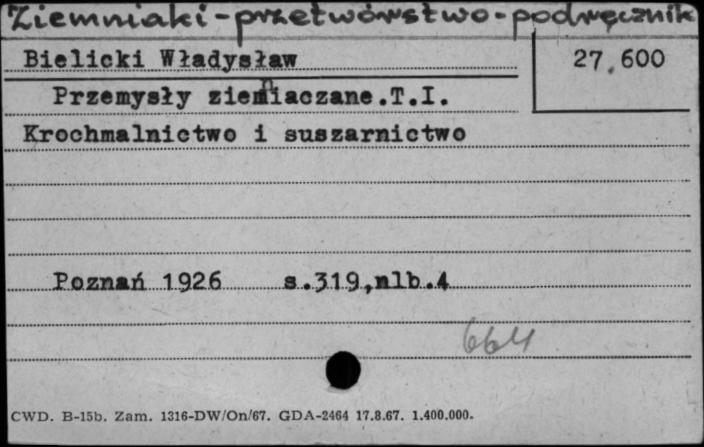 Ziemniaki-przetwórstwo-podręcznik
Bielicki Władysław
27.600
Przemysły ziemniaczane.T.I.
Krochmalnictwo i suszarnictwo
Poznań 1926 s.319,nlb.4
664
CWD. B-15b. Zam. 1316-DW/On/67. GDA-2464 17.8.67. 1.400.000.